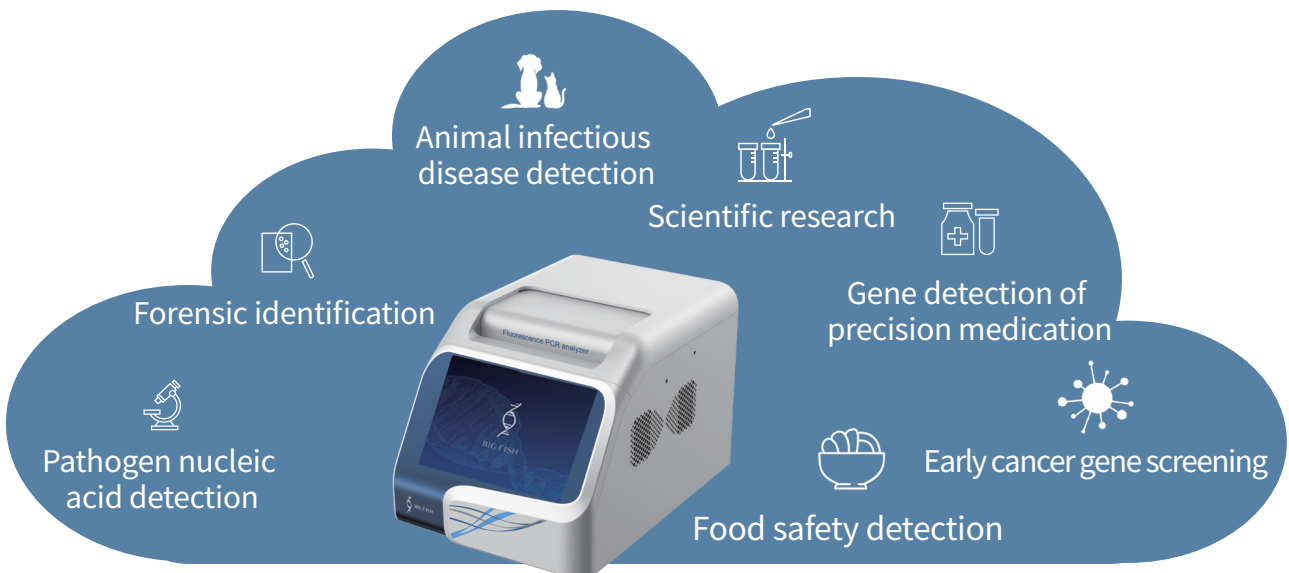 Animal infectious
disease detection
Scientific research
Gene detection of
precision medication
Forensic identification
Fluorescence PCR analyzer
BIG FISH
Early cancer gene screening
Pathogen nucleic
acid detection
BIG FISH
Food safety detection